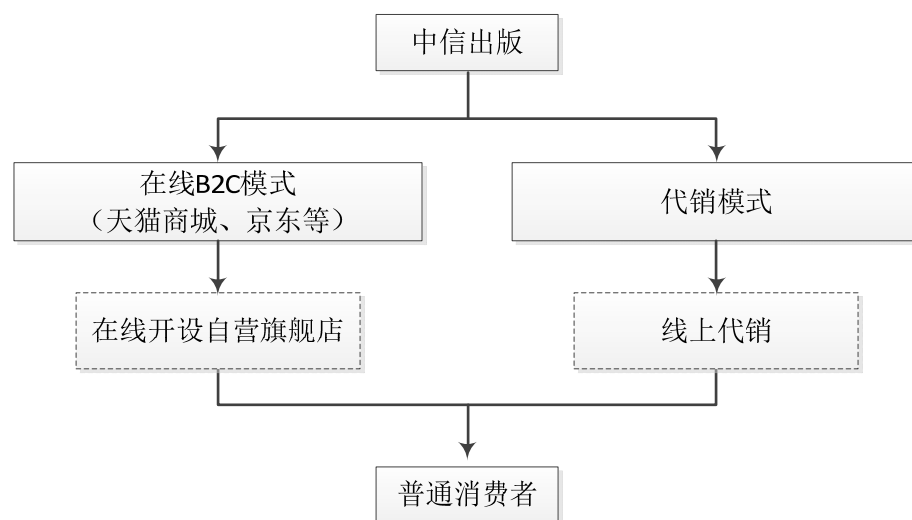 中信出版
在线B2C模式
（天猫商城、京东等）
代销模式
在线开设自营旗舰店
线上代销
普通消费者